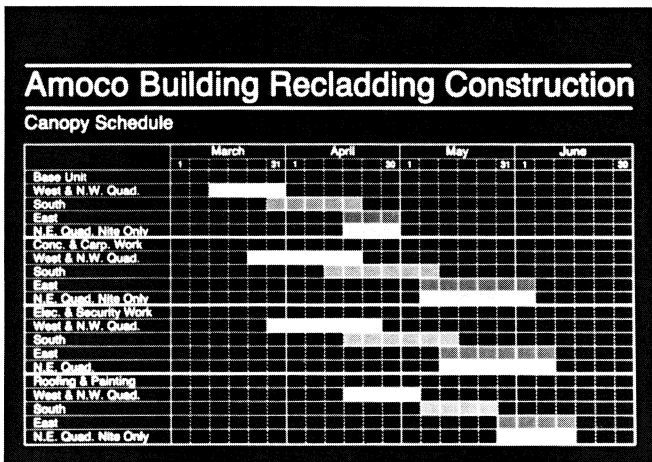 Amoco Building Recladding Construction
Canopy Schedule
March April May June
1 31 1 30 1 31 1 30
Base Unit
West & N.W. Quad.
South
East
N.E. Quad. Nite Only
Conc. & Carp. Work
West & N.W. Quad.
South
East
N.E. Quad. Nite Only
Elec. & Security Work
West & N.W. Quad.
South
East
N.E. Quad.
Roofing & Painting
West & N.W. Quad.
South
East
N.E. Quad. Nite Only